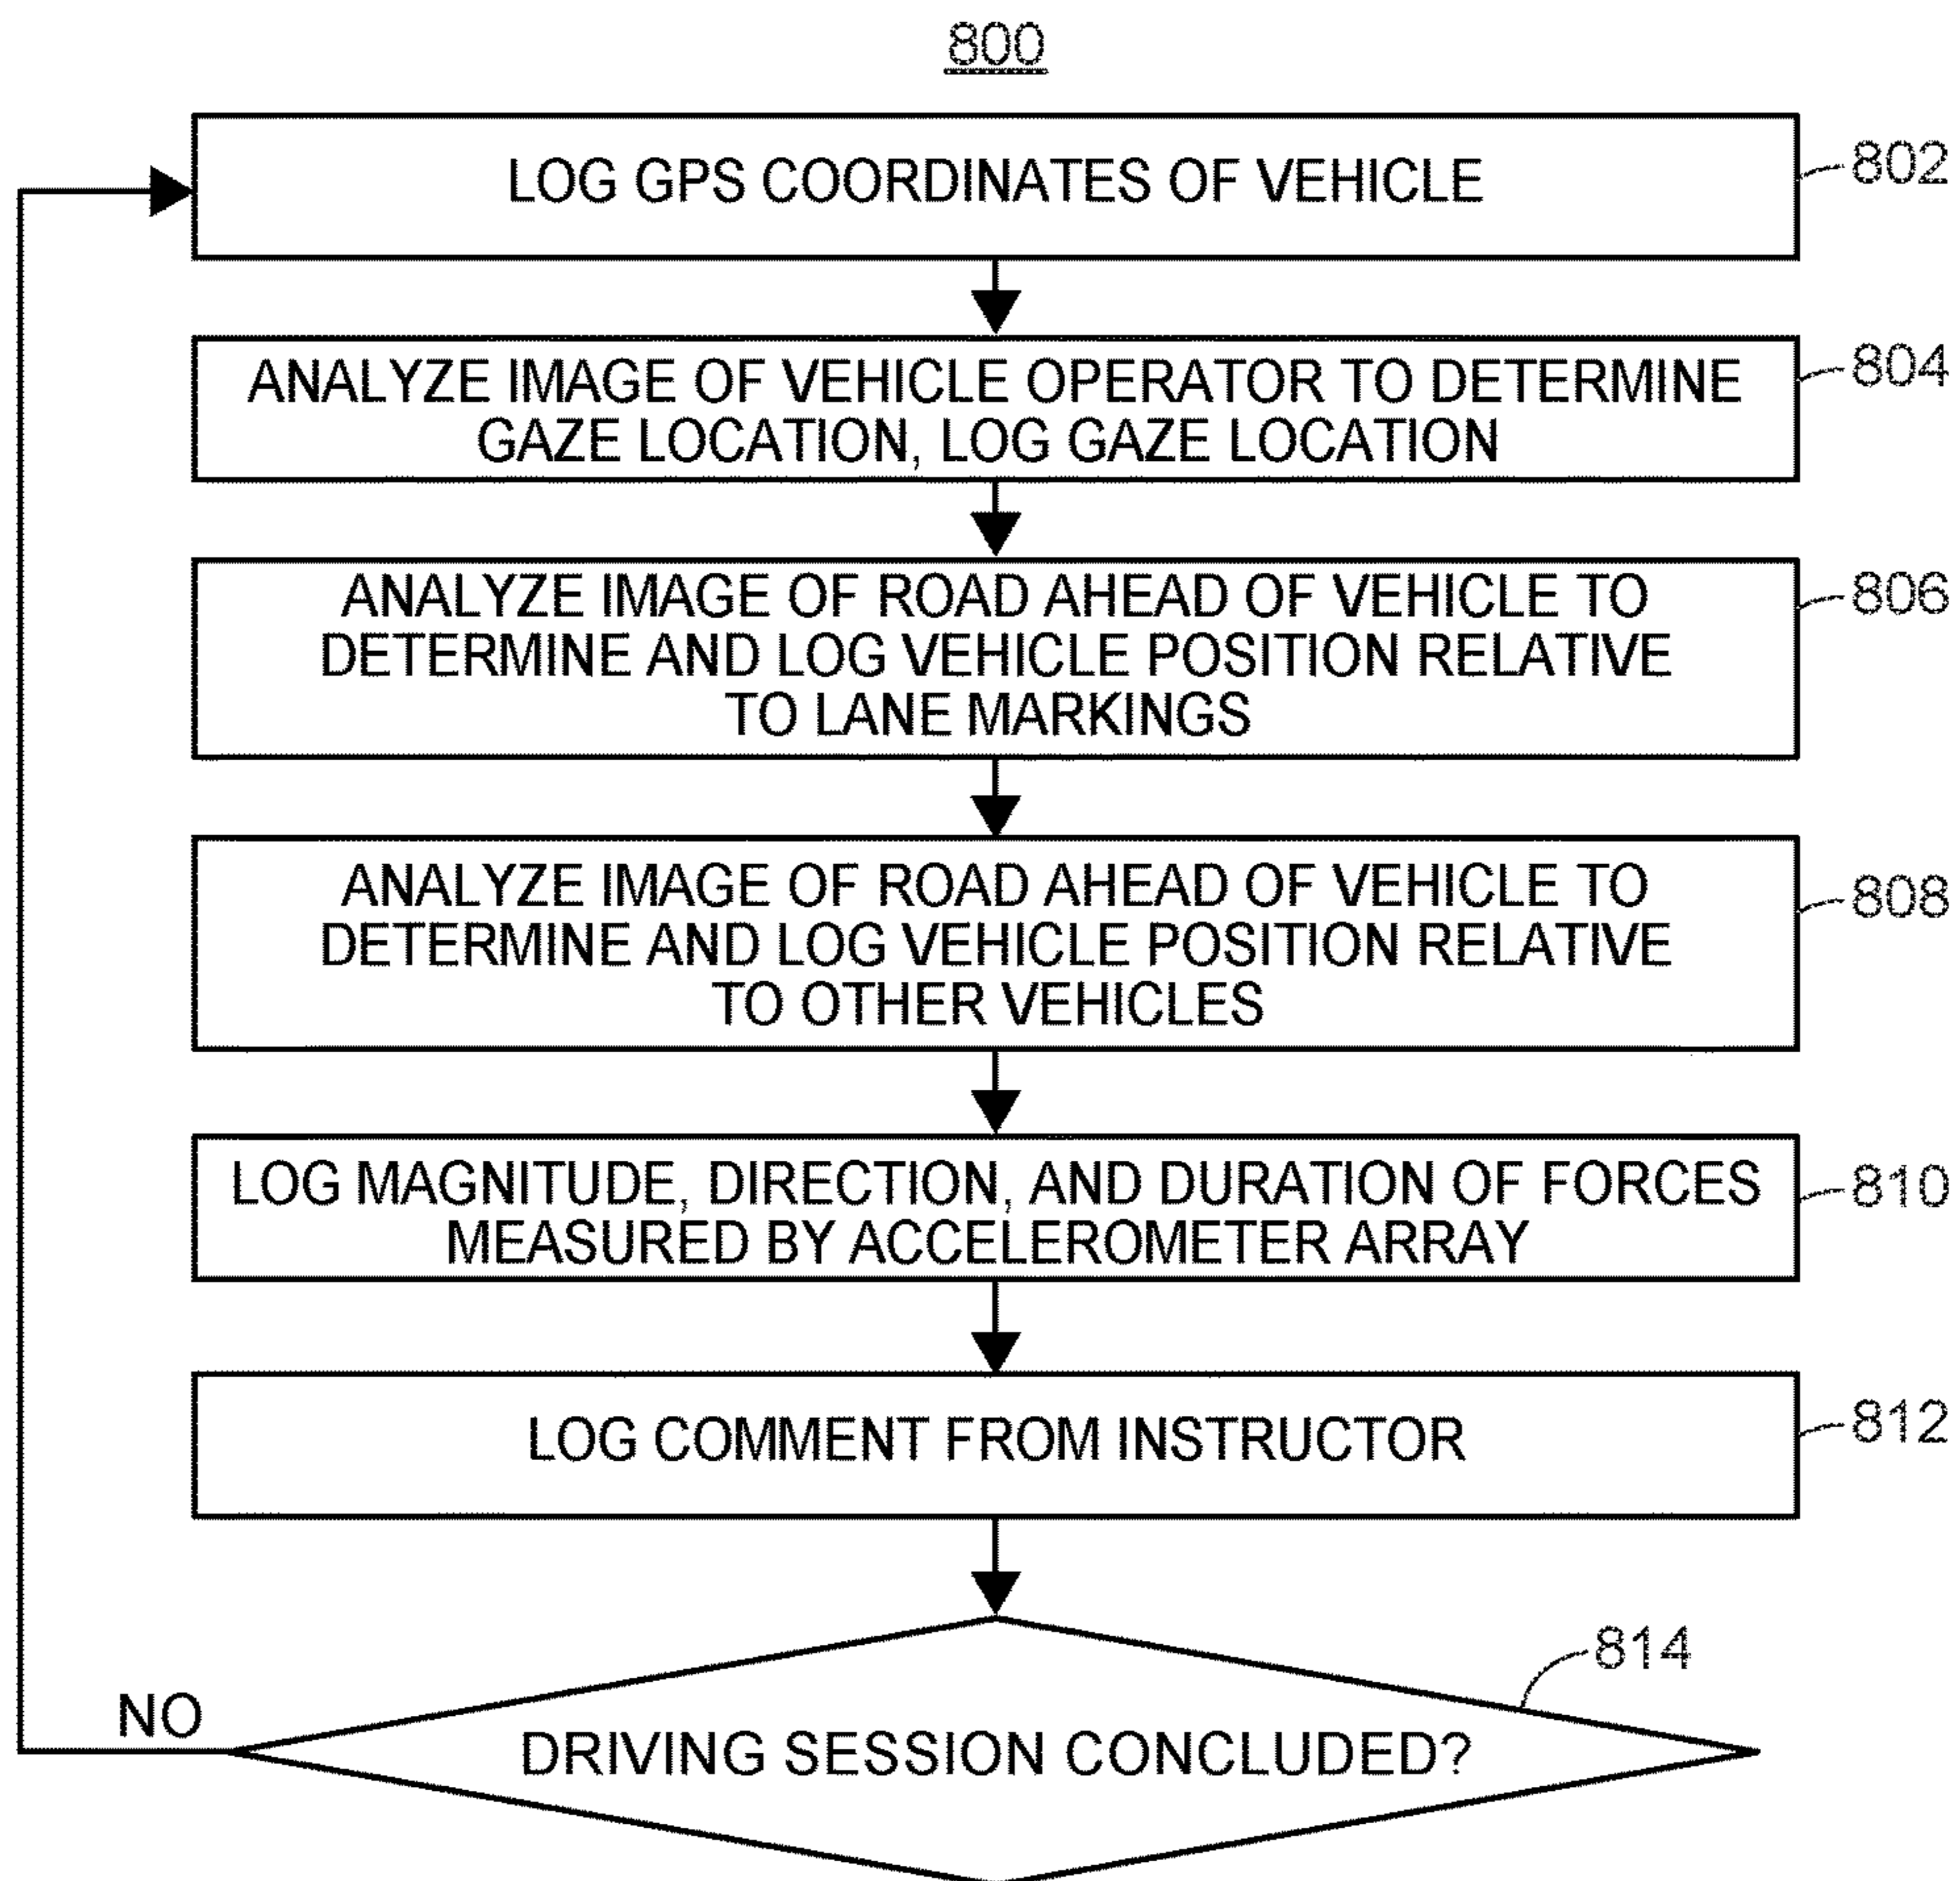 800
LOG GPS COORDINATES OF VEHICLE
802
ANALYZE IMAGE OF VEHICLE OPERATOR TO DETERMINE
GAZE LOCATION, LOG GAZE LOCATION
804
ANALYZE IMAGE OF ROAD AHEAD OF VEHICLE TO
DETERMINE AND LOG VEHICLE POSITION RELATIVE
TO LANE MARKINGS
806
ANALYZE IMAGE OF ROAD AHEAD OF VEHICLE TO
DETERMINE AND LOG VEHICLE POSITION RELATIVE
TO OTHER VEHICLES
808
LOG MAGNITUDE, DIRECTION, AND DURATION OF FORCES
MEASURED BY ACCELEROMETER ARRAY
810
LOG COMMENT FROM INSTRUCTOR
812
814
NO
DRIVING SESSION CONCLUDED?